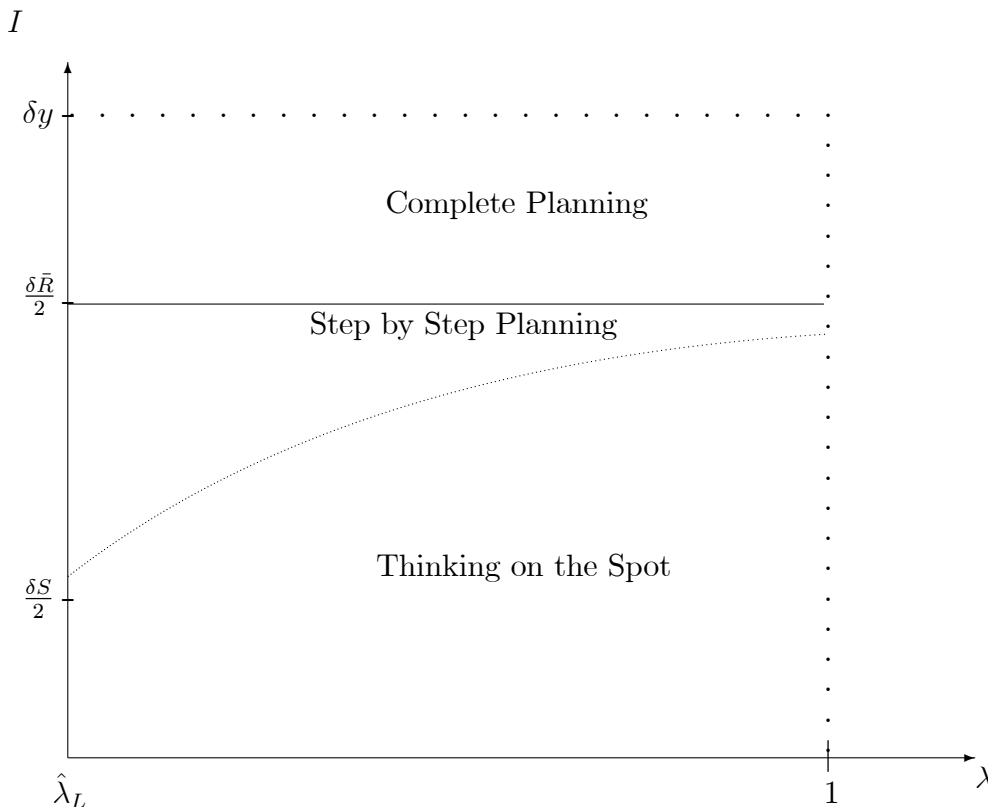 I
δy
Complete Planning
δR̄/2
Step by Step Planning
Thinking on the Spot
δS/2
λ̂_L
1
λ